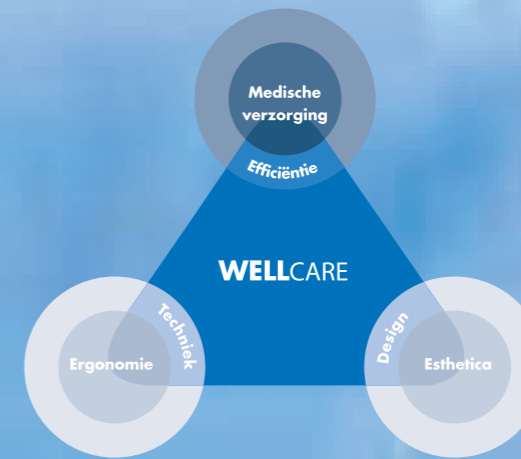 Medische
verzorging
Efficiëntie
WELLCARE
Techniek
Ergonomie
Design
Esthetica